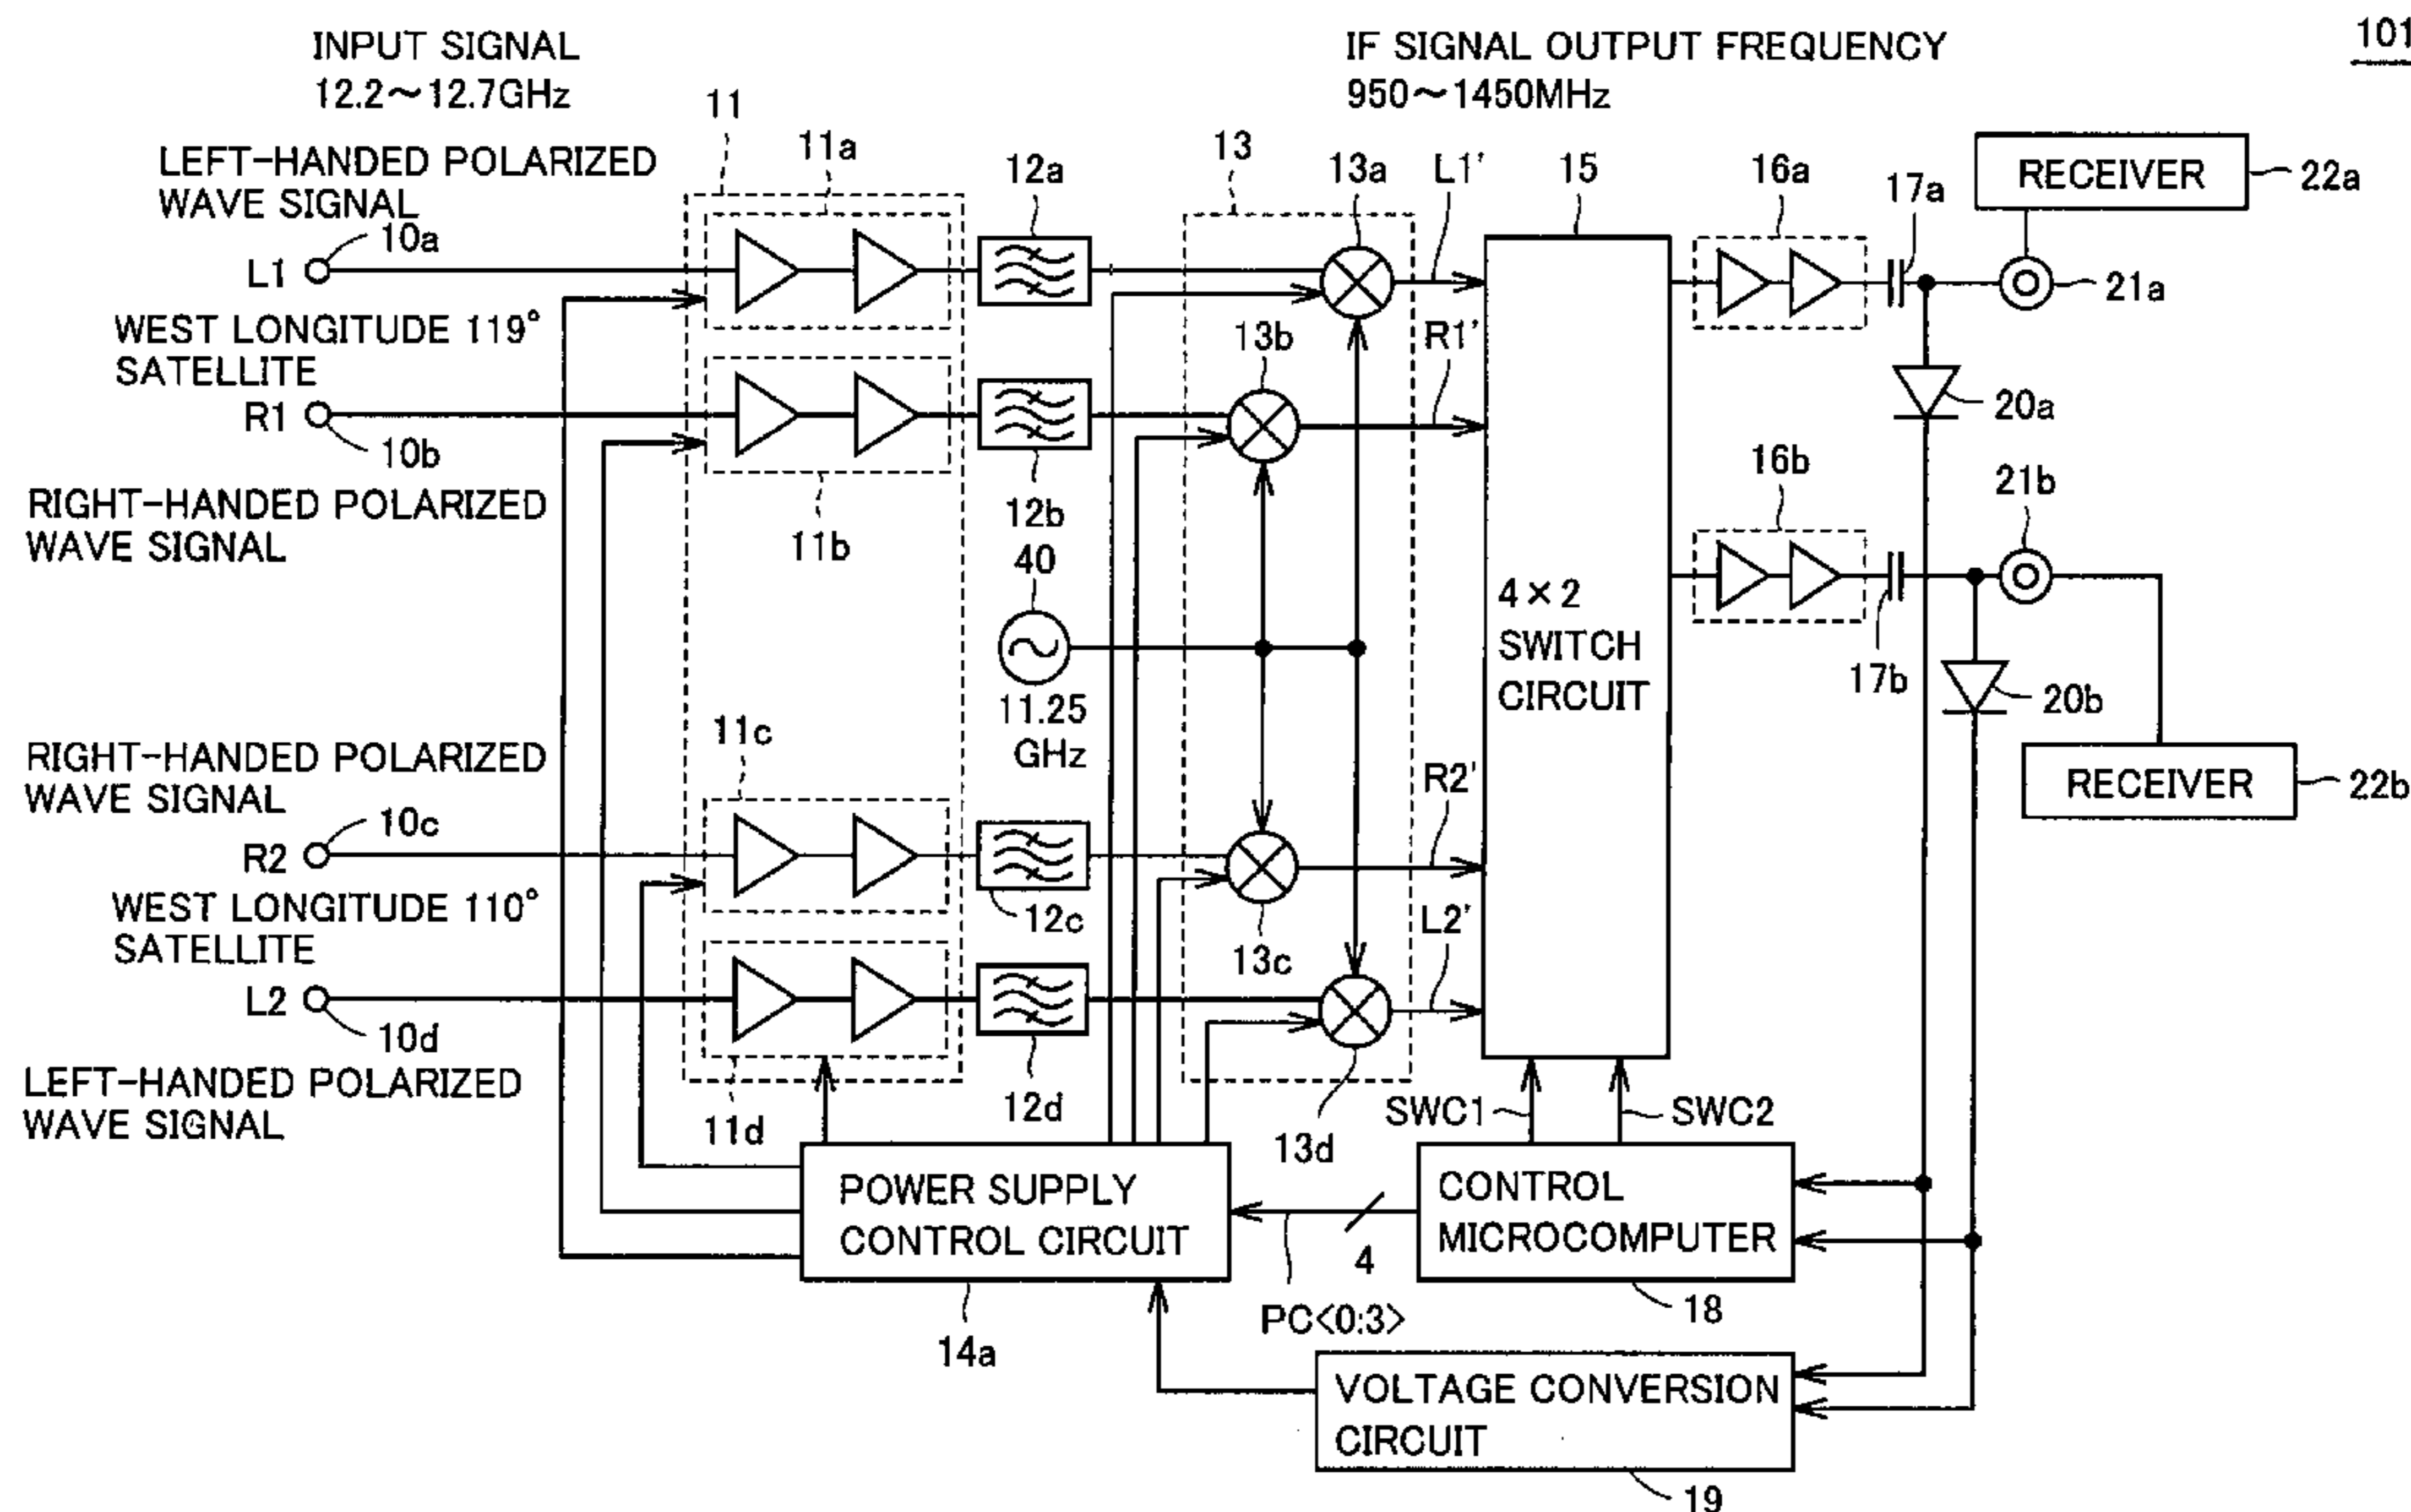 INPUT SIGNAL
12.2～12.7GHz
IF SIGNAL OUTPUT FREQUENCY
950～1450MHz
101
11
11a
12a
13
13a
L1'
15
16a
17a
RECEIVER
22a
LEFT-HANDED POLARIZED
WAVE SIGNAL
10a
L1
21a
WEST LONGITUDE 119°
SATELLITE
13b
R1'
R1
10b
20a
RIGHT-HANDED POLARIZED
WAVE SIGNAL
11b
12b
40
16b
21b
4×2
SWITCH
CIRCUIT
17b
20b
11.25
GHz
11c
RIGHT-HANDED POLARIZED
WAVE SIGNAL
R2'
RECEIVER
22b
10c
R2
WEST LONGITUDE 110°
SATELLITE
12c
13c
L2'
L2
10d
LEFT-HANDED POLARIZED
WAVE SIGNAL
11d
12d
13d
SWC1
SWC2
POWER SUPPLY
CONTROL CIRCUIT
CONTROL
MICROCOMPUTER
4
PC<0:3>
18
14a
VOLTAGE CONVERSION
CIRCUIT
19